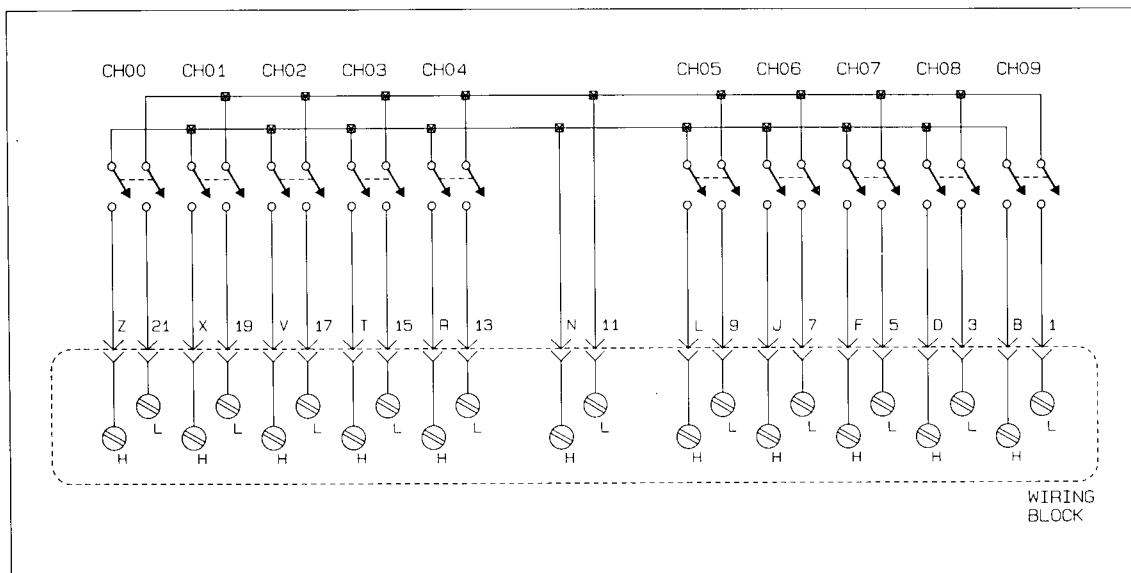 CH00 CH01 CH02 CH03 CH04 CH05 CH06 CH07 CH08 CH09
Z 21 X 19 V 17 T 15 R 13 N 11 L 9 J 7 F 5 D 3 B 1
L L L L L L L L L L L
H H H H H H H H H H H
WIRING
BLOCK